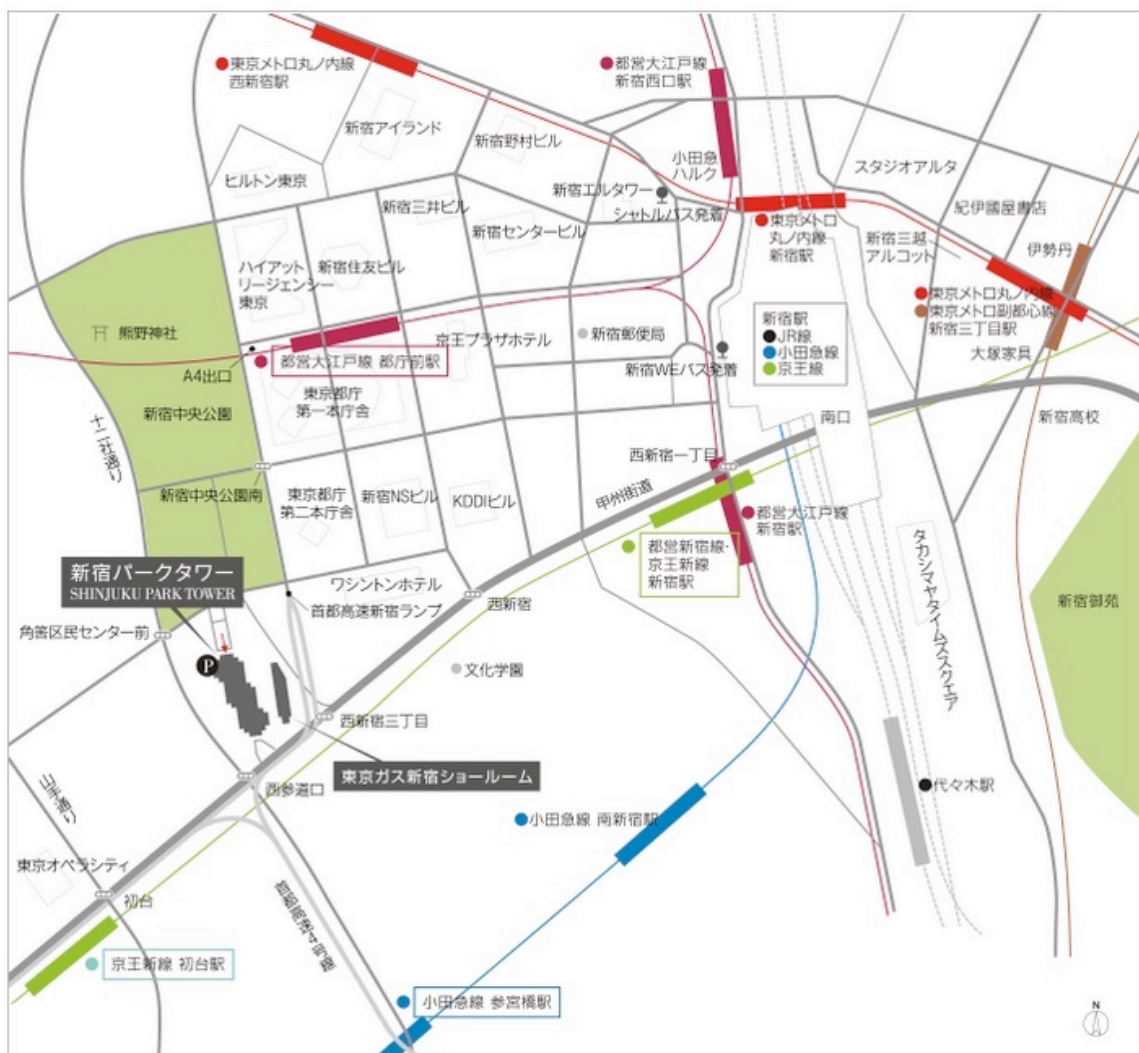 東京メトロ丸ノ内線
西新宿駅
都営大江戸線
新宿西口駅
新宿アイランド
新宿野村ビル
小田急
ハルク
スタジオアルタ
ヒルトン東京
新宿エルタワー
シャトルバス発着
紀伊國屋書店
新宿三井ビル
新宿センタービル
東京メトロ
丸ノ内線
新宿駅
新宿三越
アルコット
伊勢丹
ハイアット
リージェンシー
東京
新宿住友ビル
東京メトロ丸ノ内線
東京メトロ副都心線
新宿三丁目駅
熊野神社
京王プラザホテル
新宿郵便局
新宿駅
JR線
小田急線
京王線
大塚家具
A4出口
都営大江戸線 都庁前駅
新宿WEバス発着
東京都庁
第一本庁舎
新宿中央公園
南口
新宿高校
十二社通り
西新宿一丁目
新宿中央公園南
東京都庁
第二本庁舎
新宿NSビル
KDDIビル
甲州街道
都営大江戸線
新宿駅
都営新宿線・
京王新線
新宿駅
タカシマヤタイムズスクエア
新宿パークタワー
SHINJUKU PARK TOWER
ワシントンホテル
首都高速新宿ランプ
西新宿
新宿御苑
角筈区民センター前
P
文化学園
西新宿三丁目
東京ガス新宿ショールーム
西参道口
山手通り
代々木駅
小田急線 南新宿駅
東京オペラシティ
初台
首都高速4号線
京王新線 初台駅
小田急線 参宮橋駅
N